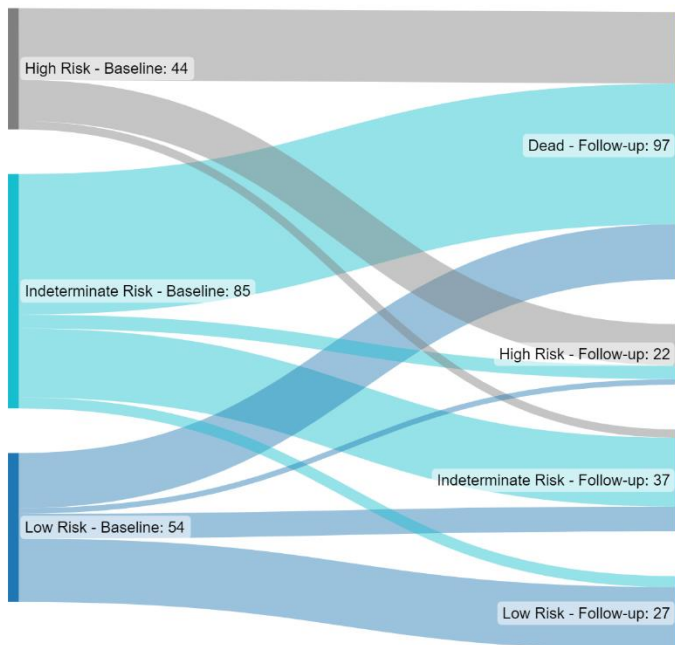 High Risk - Baseline: 44
Dead - Follow-up: 97
Indeterminate Risk - Baseline: 85
High Risk - Follow-up: 22
Indeterminate Risk - Follow-up: 37
Low Risk - Baseline: 54
Low Risk - Follow-up: 27